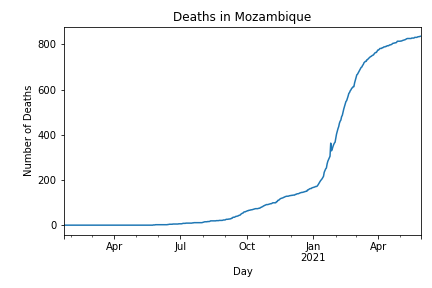 Deaths in Mozambique
800
600
400
200
0
Number of Deaths
Apr
Jul
Oct
Jan
2021
Apr
Day